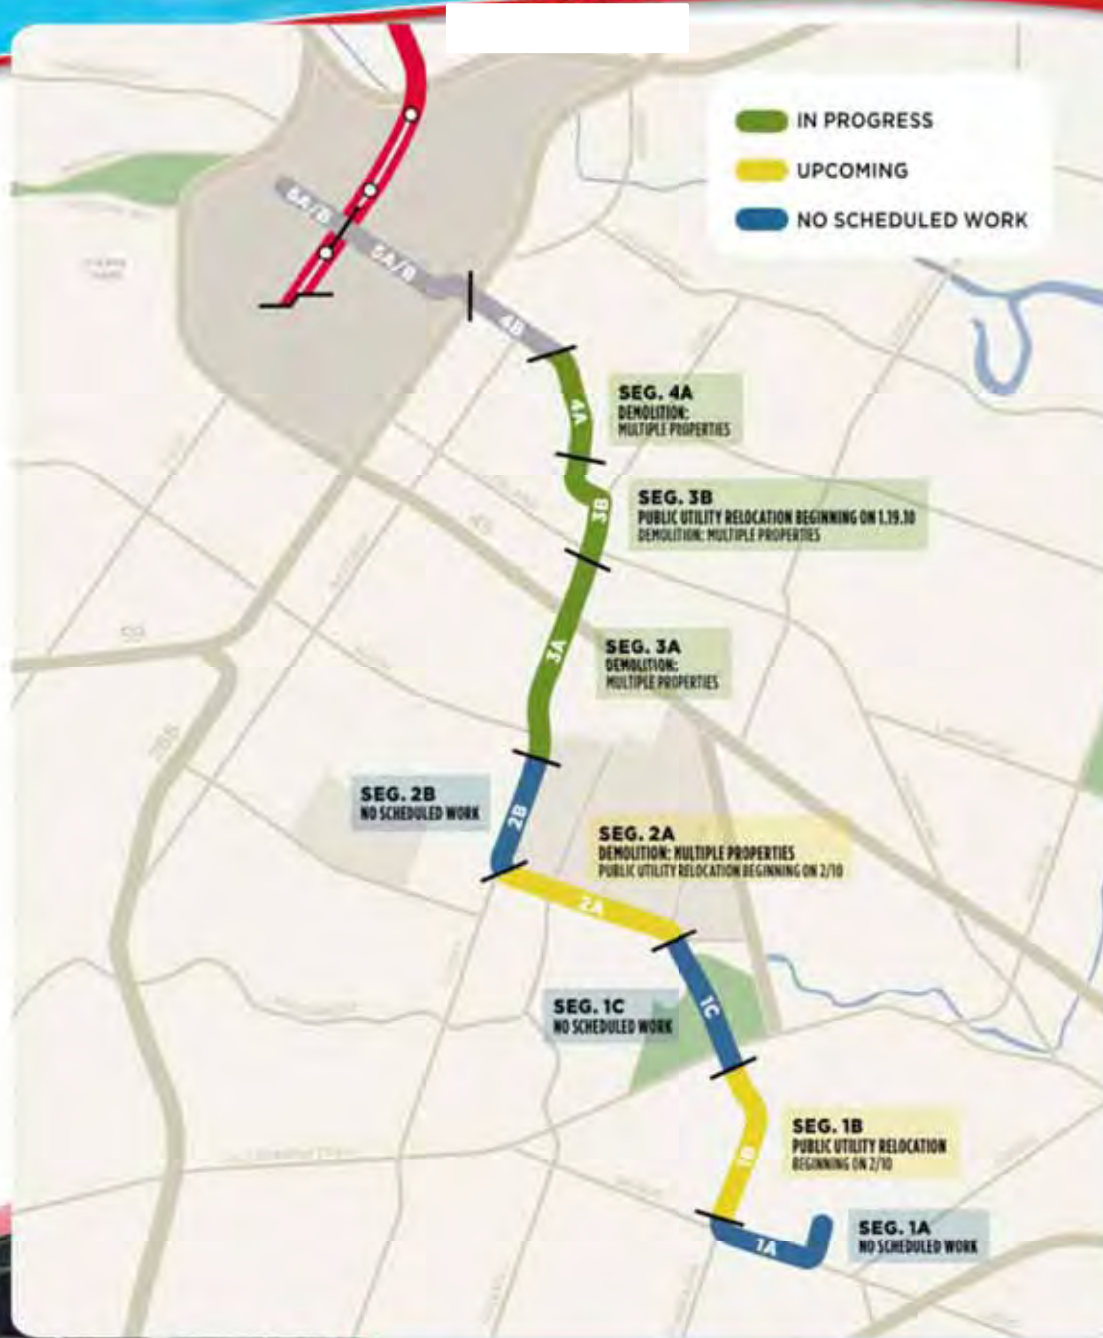 IN PROGRESS
UPCOMING
NO SCHEDULED WORK
5A/B
4B
4A
SEG. 4A
DEMOLITION:
MULTIPLE PROPERTIES
3B
SEG. 3B
PUBLIC UTILITY RELOCATION BEGINNING ON 1.19.10
DEMOLITION: MULTIPLE PROPERTIES
45
59
3A
SEG. 3A
DEMOLITION:
MULTIPLE PROPERTIES
288
SEG. 2B
NO SCHEDULED WORK
2B
SEG. 2A
DEMOLITION: MULTIPLE PROPERTIES
PUBLIC UTILITY RELOCATION BEGINNING ON 2/10
2A
SEG. 1C
NO SCHEDULED WORK
1C
SEG. 1B
PUBLIC UTILITY RELOCATION
BEGINNING ON 2/10
1B
SEG. 1A
NO SCHEDULED WORK
1A